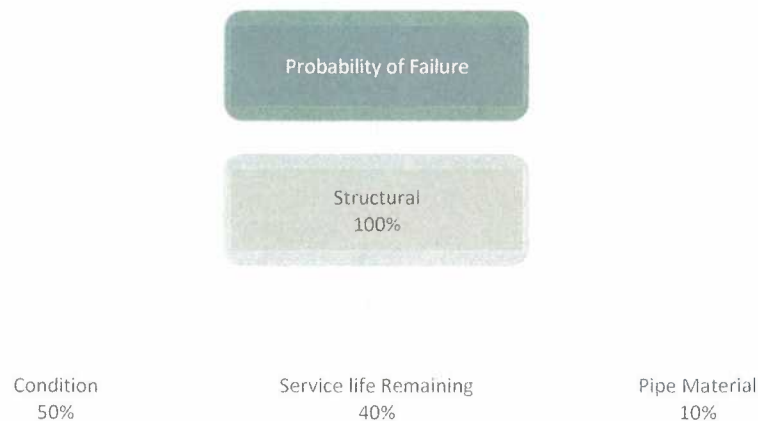 Probability of Failure
Structural
100%
Condition
50%
Service life Remaining
40%
Pipe Material
10%